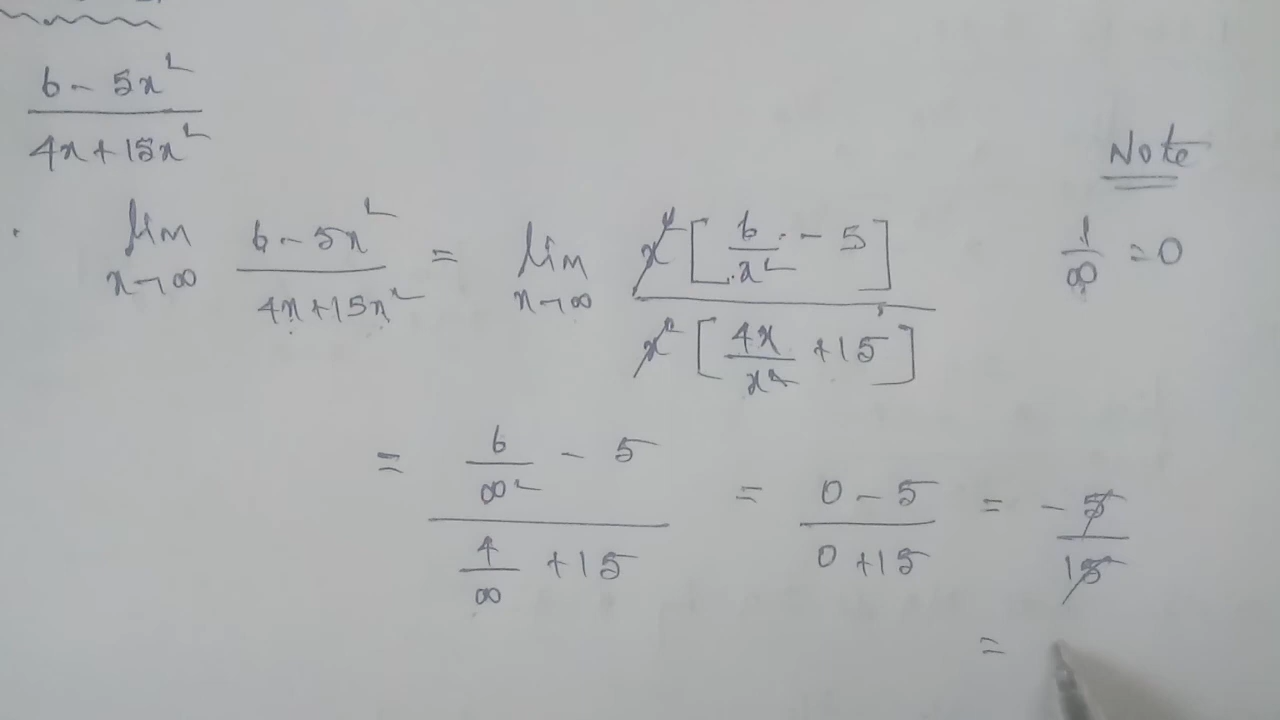 (6 - 5x²)/(4x + 15x²)
Note
lim x→∞ (6 - 5x²)/(4x + 15x²) = lim x→∞ x²[6/x² - 5]/x²[4x/x² + 15]
1/∞ = 0
= (6/∞² - 5)/(4/∞ + 15) = (0 - 5)/(0 + 15) = - 5/15
=